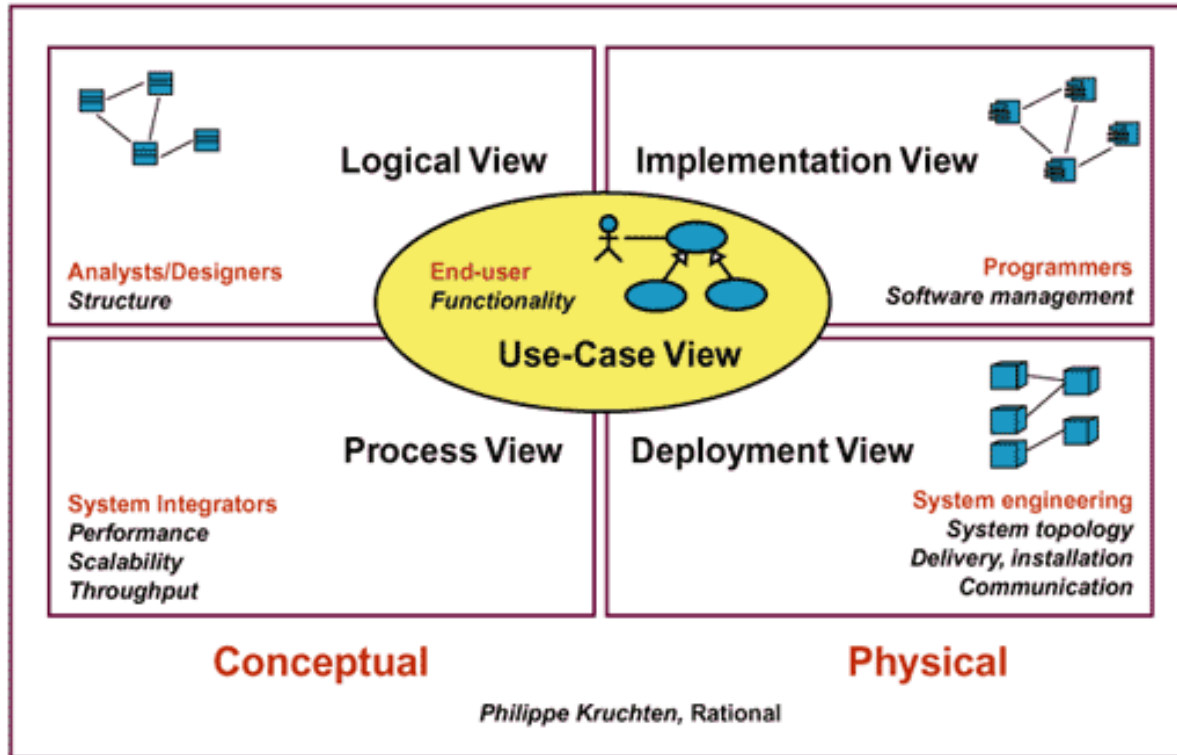 Logical View
Analysts/Designers
Structure
Implementation View
Programmers
Software management
End-user
Functionality
Use-Case View
Process View
System Integrators
Performance
Scalability
Throughput
Deployment View
System engineering
System topology
Delivery, installation
Communication
Conceptual
Physical
Philippe Kruchten, Rational